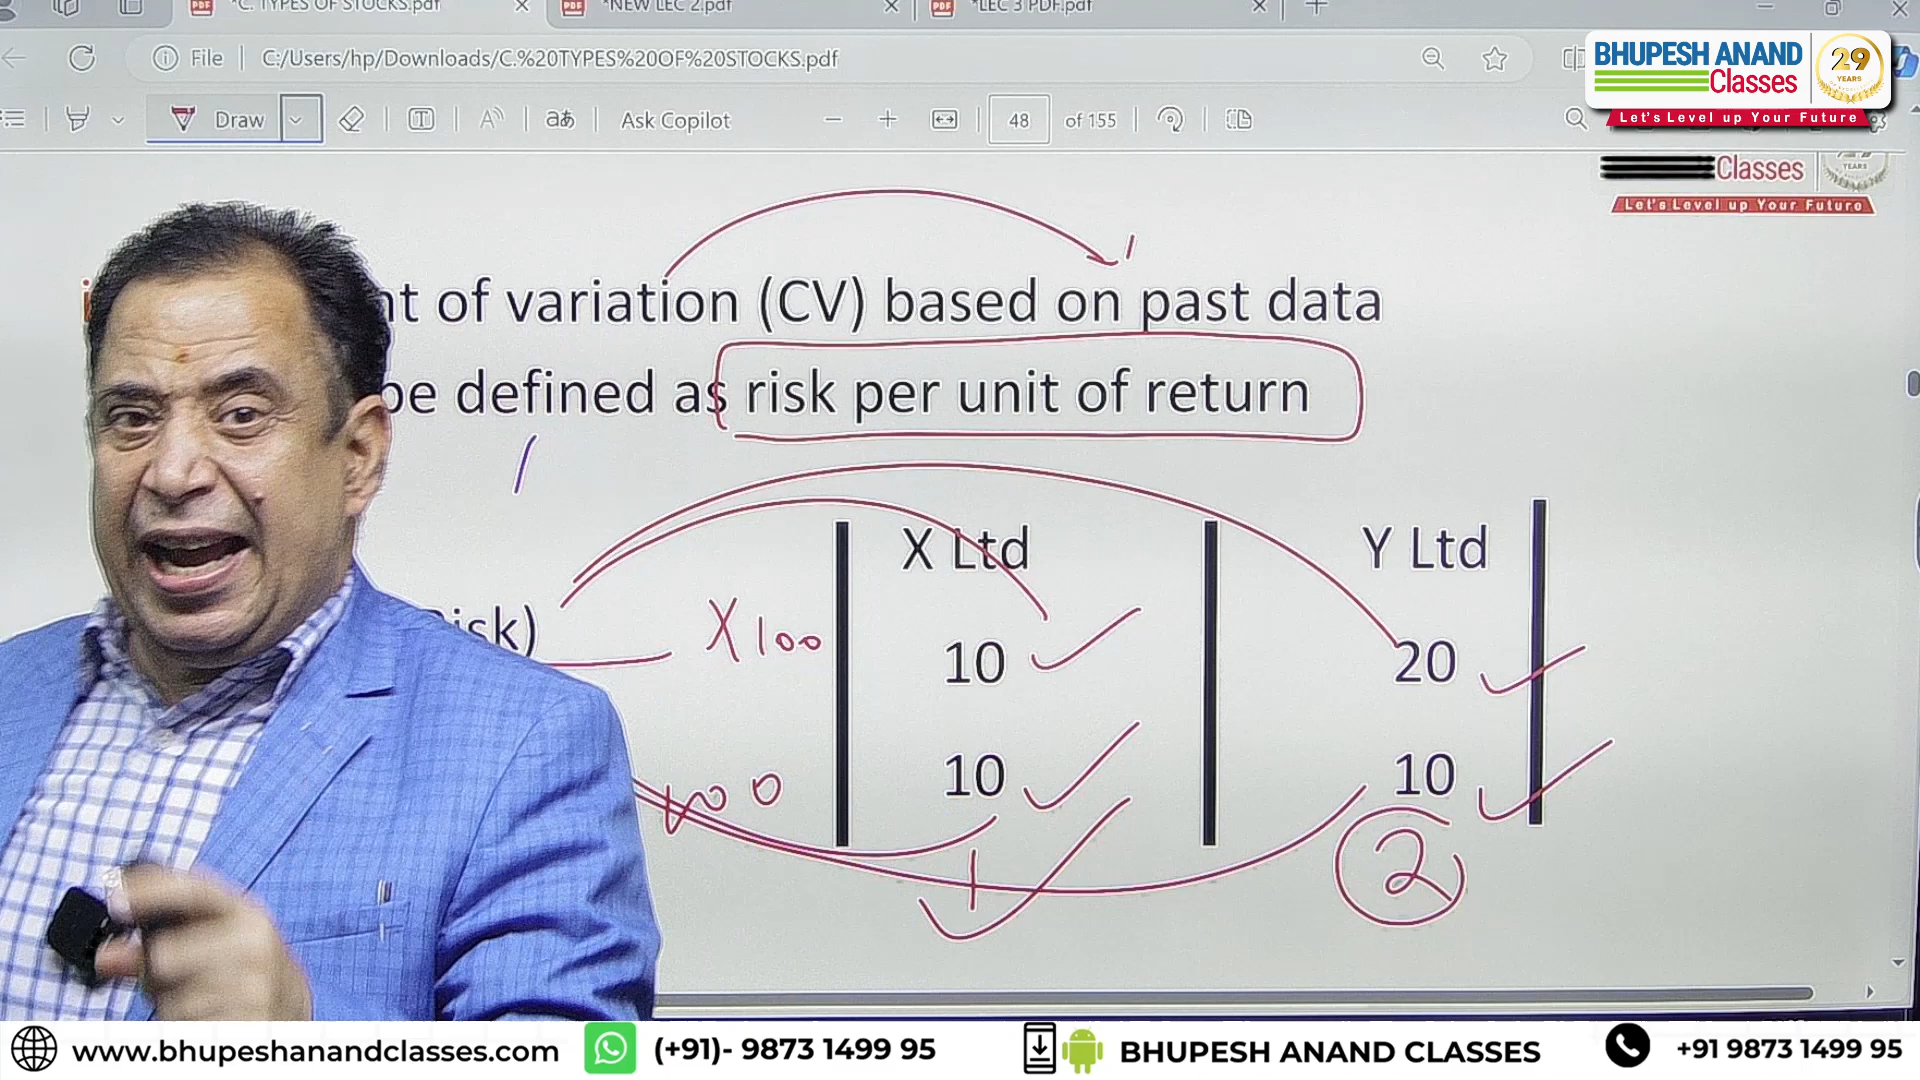 *C. TYPES OF STOCKS.pdf
*NEW LEC 2.pdf
*LEC 3 PDF.pdf
File
C:/Users/hp/Downloads/C.%20TYPES%20OF%20STOCKS.pdf
BHUPESH ANAND
Classes
29
YEARS
Let's Level up Your Future
Draw
Ask Copilot
48
of 155
Classes
YEARS
Let's Level up Your Future
nt of variation (CV) based on past data
be defined as risk per unit of return
X Ltd
Y Ltd
isk)
X 100
10
20
10
10
1
2
www.bhupeshanandclasses.com
(+91)- 9873 1499 95
BHUPESH ANAND CLASSES
+91 9873 1499 95